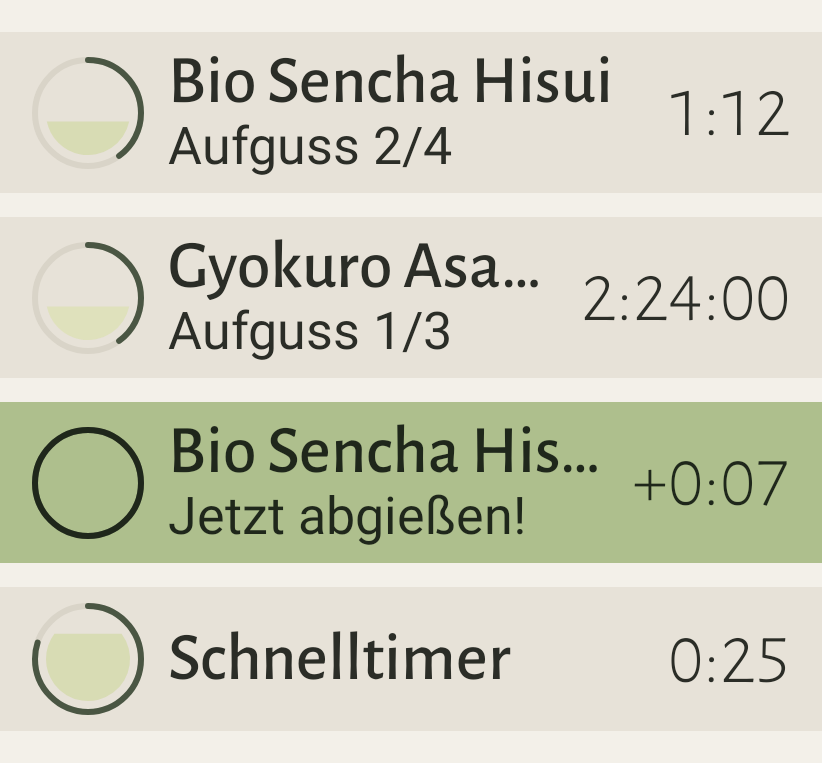 Bio Sencha Hisui
Aufguss 2/4
1:12
Gyokuro Asa...
Aufguss 1/3
2:24:00
Bio Sencha His...
Jetzt abgießen!
+0:07
Schnelltimer
0:25